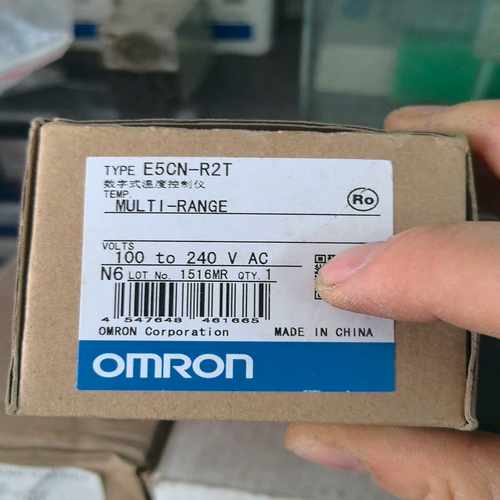 TYPE E5CN-R2T
数字式温度控制仪
TEMP.
MULTI-RANGE
Ro
VOLTS
100 to 240 V AC
N6 LOT No. 1516MR QTY. 1
4 547648 461665
OMRON Corporation MADE IN CHINA
OMRON